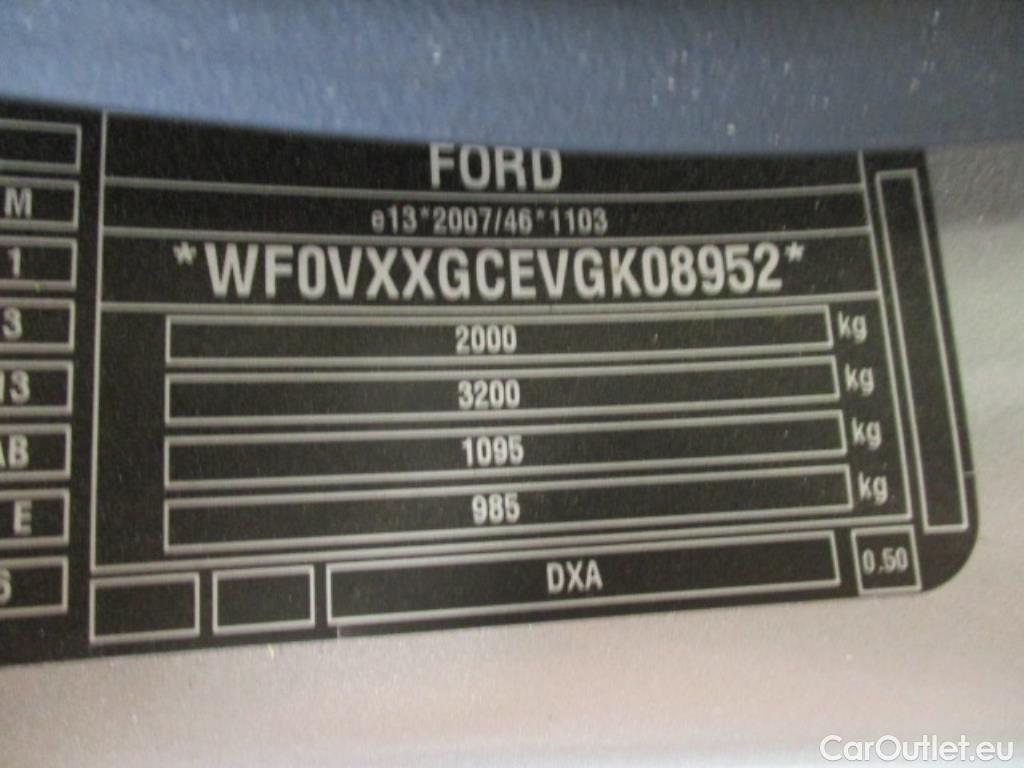 FORD
e13*2007/46*1103
*WF0VXXGCEVGK08952*
M
1
3
13
AB
E
2000 kg
3200 kg
1095 kg
985 kg
DXA
0.50
CarOutlet.eu